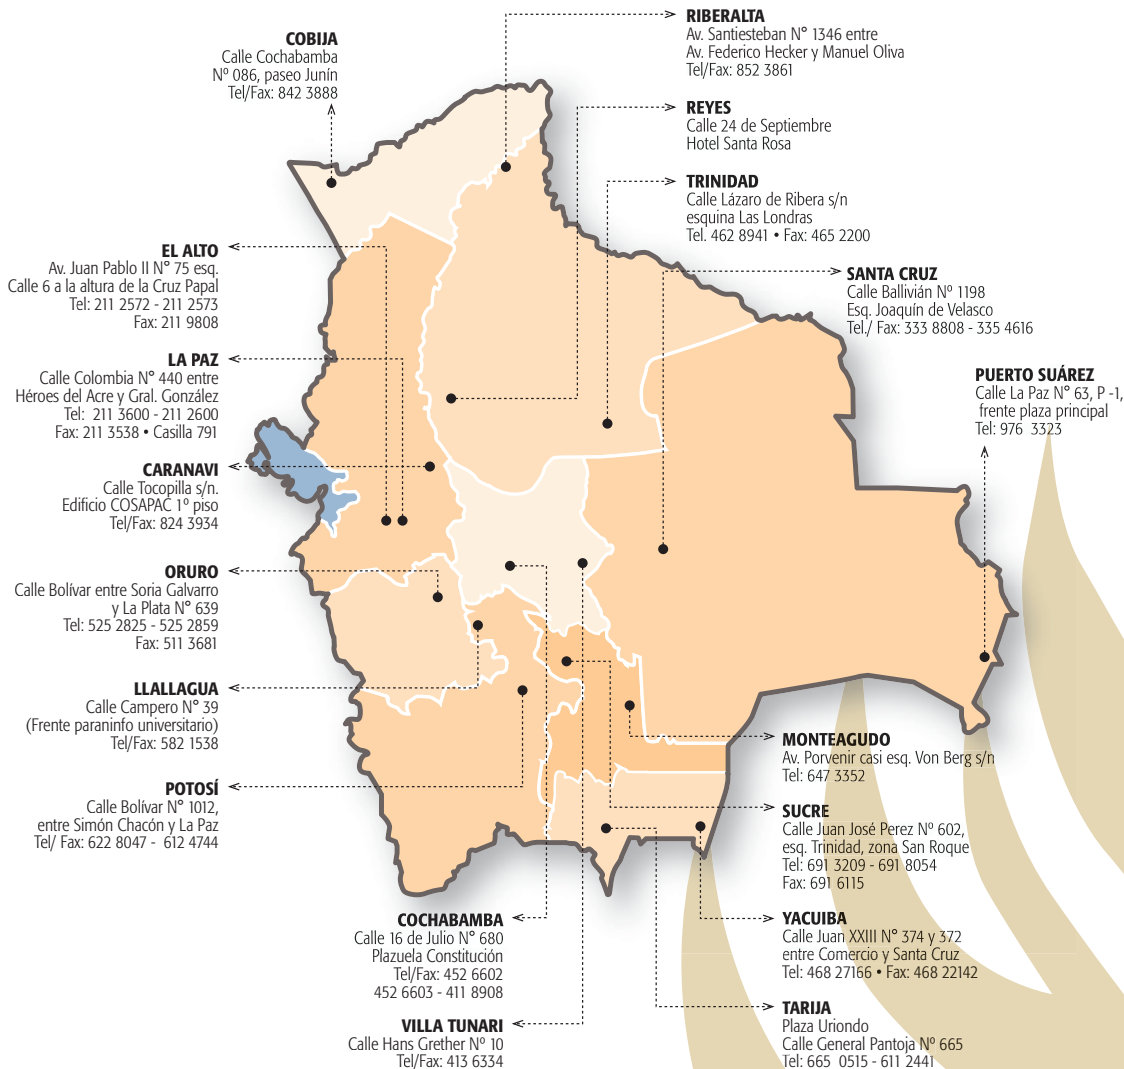 COBIJA
Calle Cochabamba
Nº 086, paseo Junín
Tel/Fax: 842 3888
RIBERALTA
Av. Santiesteban N° 1346 entre
Av. Federico Hecker y Manuel Oliva
Tel/Fax: 852 3861
REYES
Calle 24 de Septiembre
Hotel Santa Rosa
TRINIDAD
Calle Lázaro de Ribera s/n
esquina Las Londras
Tel. 462 8941 • Fax: 465 2200
EL ALTO
Av. Juan Pablo II N° 75 esq.
Calle 6 a la altura de la Cruz Papal
Tel: 211 2572 - 211 2573
Fax: 211 9808
SANTA CRUZ
Calle Ballivián Nº 1198
Esq. Joaquín de Velasco
Tel./ Fax: 333 8808 - 335 4616
LA PAZ
Calle Colombia N° 440 entre
Héroes del Acre y Gral. González
Tel:  211 3600 - 211 2600
Fax: 211 3538 • Casilla 791
PUERTO SUÁREZ
Calle La Paz N° 63, P -1,
frente plaza principal
Tel: 976  3323
CARANAVI
Calle Tocopilla s/n.
Edificio COSAPAC 1º piso
Tel/Fax: 824 3934
ORURO
Calle Bolívar entre Soria Galvarro
y La Plata N° 639
Tel: 525 2825 - 525 2859
Fax: 511 3681
LLALLAGUA
Calle Campero N° 39
(Frente paraninfo universitario)
Tel/Fax: 582 1538
POTOSÍ
Calle Bolívar N° 1012,
entre Simón Chacón y La Paz
Tel/ Fax: 622 8047 -  612 4744
MONTEAGUDO
Av. Porvenir casi esq. Von Berg s/n
Tel: 647 3352
SUCRE
Calle Juan José Perez Nº 602,
esq. Trinidad, zona San Roque
Tel: 691 3209 - 691 8054
Fax: 691 6115
COCHABAMBA
Calle 16 de Julio N° 680
Plazuela Constitución
Tel/Fax: 452 6602
452 6603 - 411 8908
YACUIBA
Calle Juan XXIII N° 374 y 372
entre Comercio y Santa Cruz
Tel: 468 27166 • Fax: 468 22142
VILLA TUNARI
Calle Hans Grether Nº 10
Tel/Fax: 413 6334
TARIJA
Plaza Uriondo
Calle General Pantoja Nº 665
Tel: 665  0515 - 611 2441